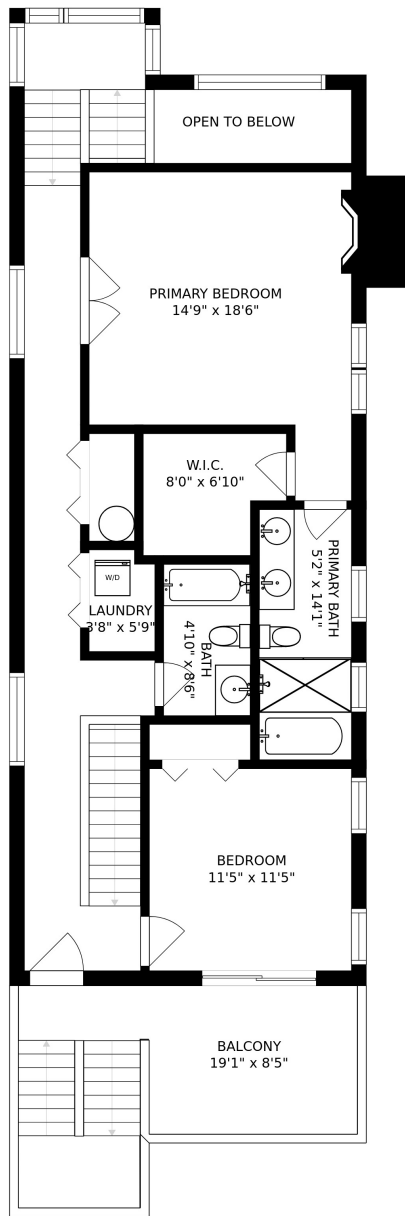 OPEN TO BELOW
PRIMARY BEDROOM
14'9" x 18'6"
W.I.C.
8'0" x 6'10"
PRIMARY BATH
5'2" x 14'1"
W/D
LAUNDRY
3'8" x 5'9"
BATH
4'10" x 8'6"
BEDROOM
11'5" x 11'5"
BALCONY
19'1" x 8'5"